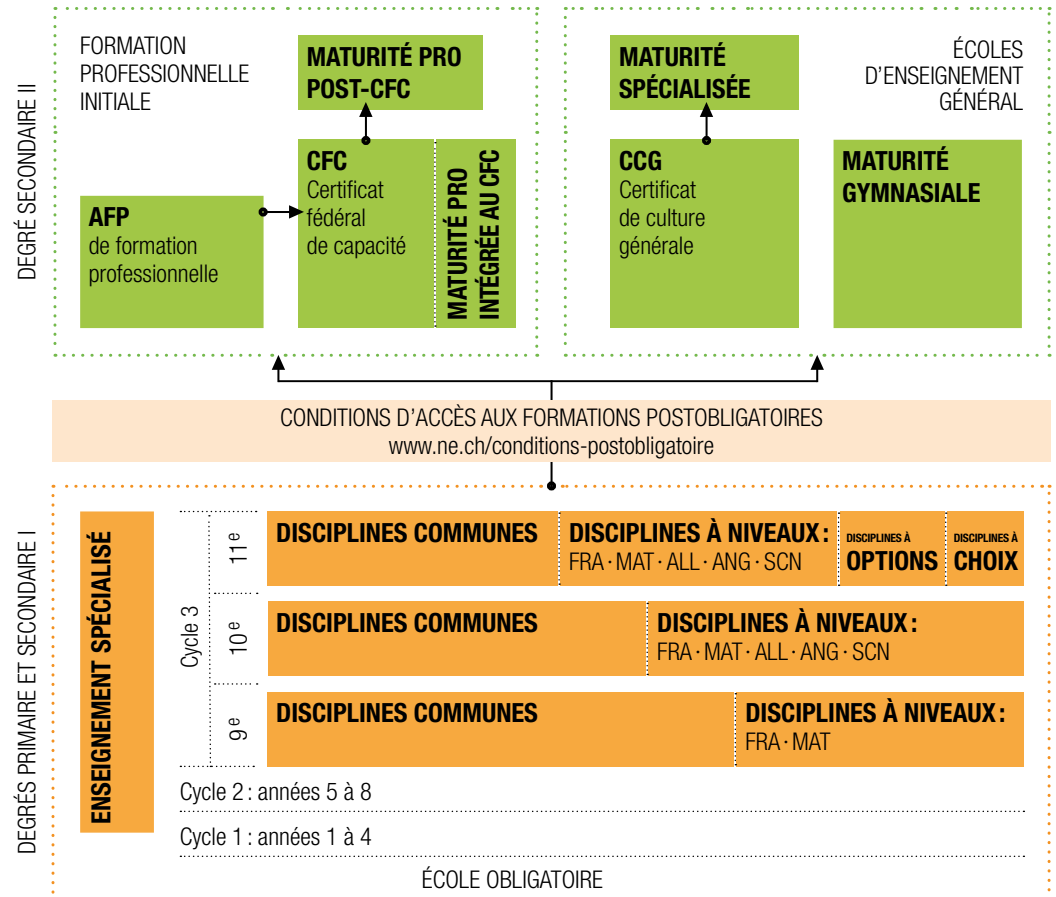 DEGRÉ SECONDAIRE II
FORMATION
PROFESSIONNELLE
INITIALE
MATURITÉ PRO
POST-CFC
AFP
de formation
professionnelle
CFC
Certificat
fédéral
de capacité
MATURITÉ PRO
INTÉGRÉE AU CFC
MATURITÉ
SPÉCIALISÉE
ÉCOLES
D'ENSEIGNEMENT
GÉNÉRAL
CCG
Certificat
de culture
générale
MATURITÉ
GYMNASIALE
CONDITIONS D'ACCÈS AUX FORMATIONS POSTOBLIGATOIRES
www.ne.ch/conditions-postobligatoire
DEGRÉS PRIMAIRE ET SECONDAIRE I
ENSEIGNEMENT SPÉCIALISÉ
Cycle 3
11e
DISCIPLINES COMMUNES
DISCIPLINES À NIVEAUX :
FRA · MAT · ALL · ANG · SCN
DISCIPLINES À
OPTIONS
DISCIPLINES À
CHOIX
10e
DISCIPLINES COMMUNES
DISCIPLINES À NIVEAUX :
FRA · MAT · ALL · ANG · SCN
9e
DISCIPLINES COMMUNES
DISCIPLINES À NIVEAUX :
FRA · MAT
Cycle 2 : années 5 à 8
Cycle 1 : années 1 à 4
ÉCOLE OBLIGATOIRE